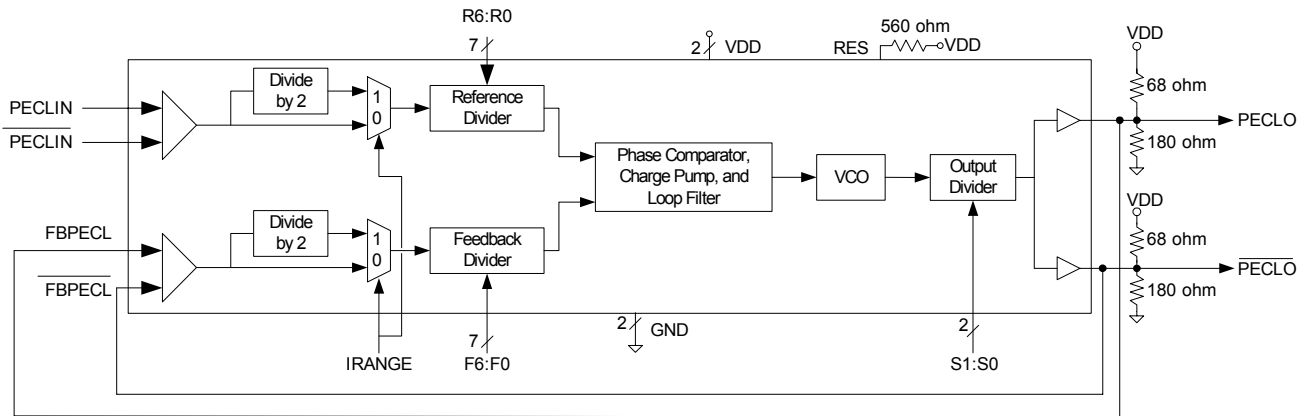 R6:R0
7
2
VDD
RES
560 ohm
VDD
VDD
68 ohm
180 ohm
PECLO
PECLIN
PECLIN
Divide
by 2
1
0
Reference
Divider
Phase Comparator,
Charge Pump, and
Loop Filter
VCO
Output
Divider
FBPECL
FBPECL
Divide
by 2
1
0
Feedback
Divider
VDD
68 ohm
180 ohm
PECLO
IRANGE
7
F6:F0
2
GND
2
S1:S0